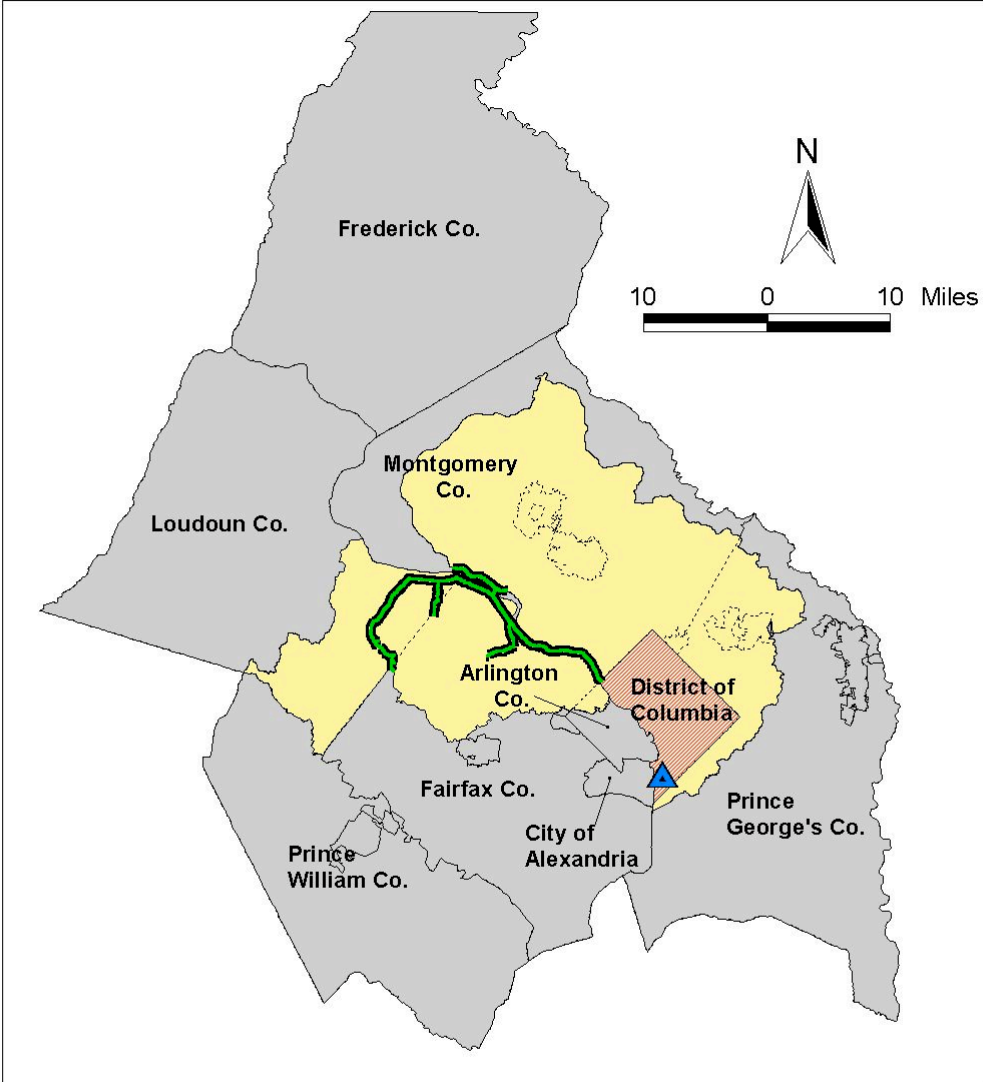 N
Frederick Co.
10 0 10 Miles
Montgomery
Co.
Loudoun Co.
Arlington
Co.
District of
Columbia
Fairfax Co.
Prince
George's Co.
City of
Alexandria
Prince
William Co.